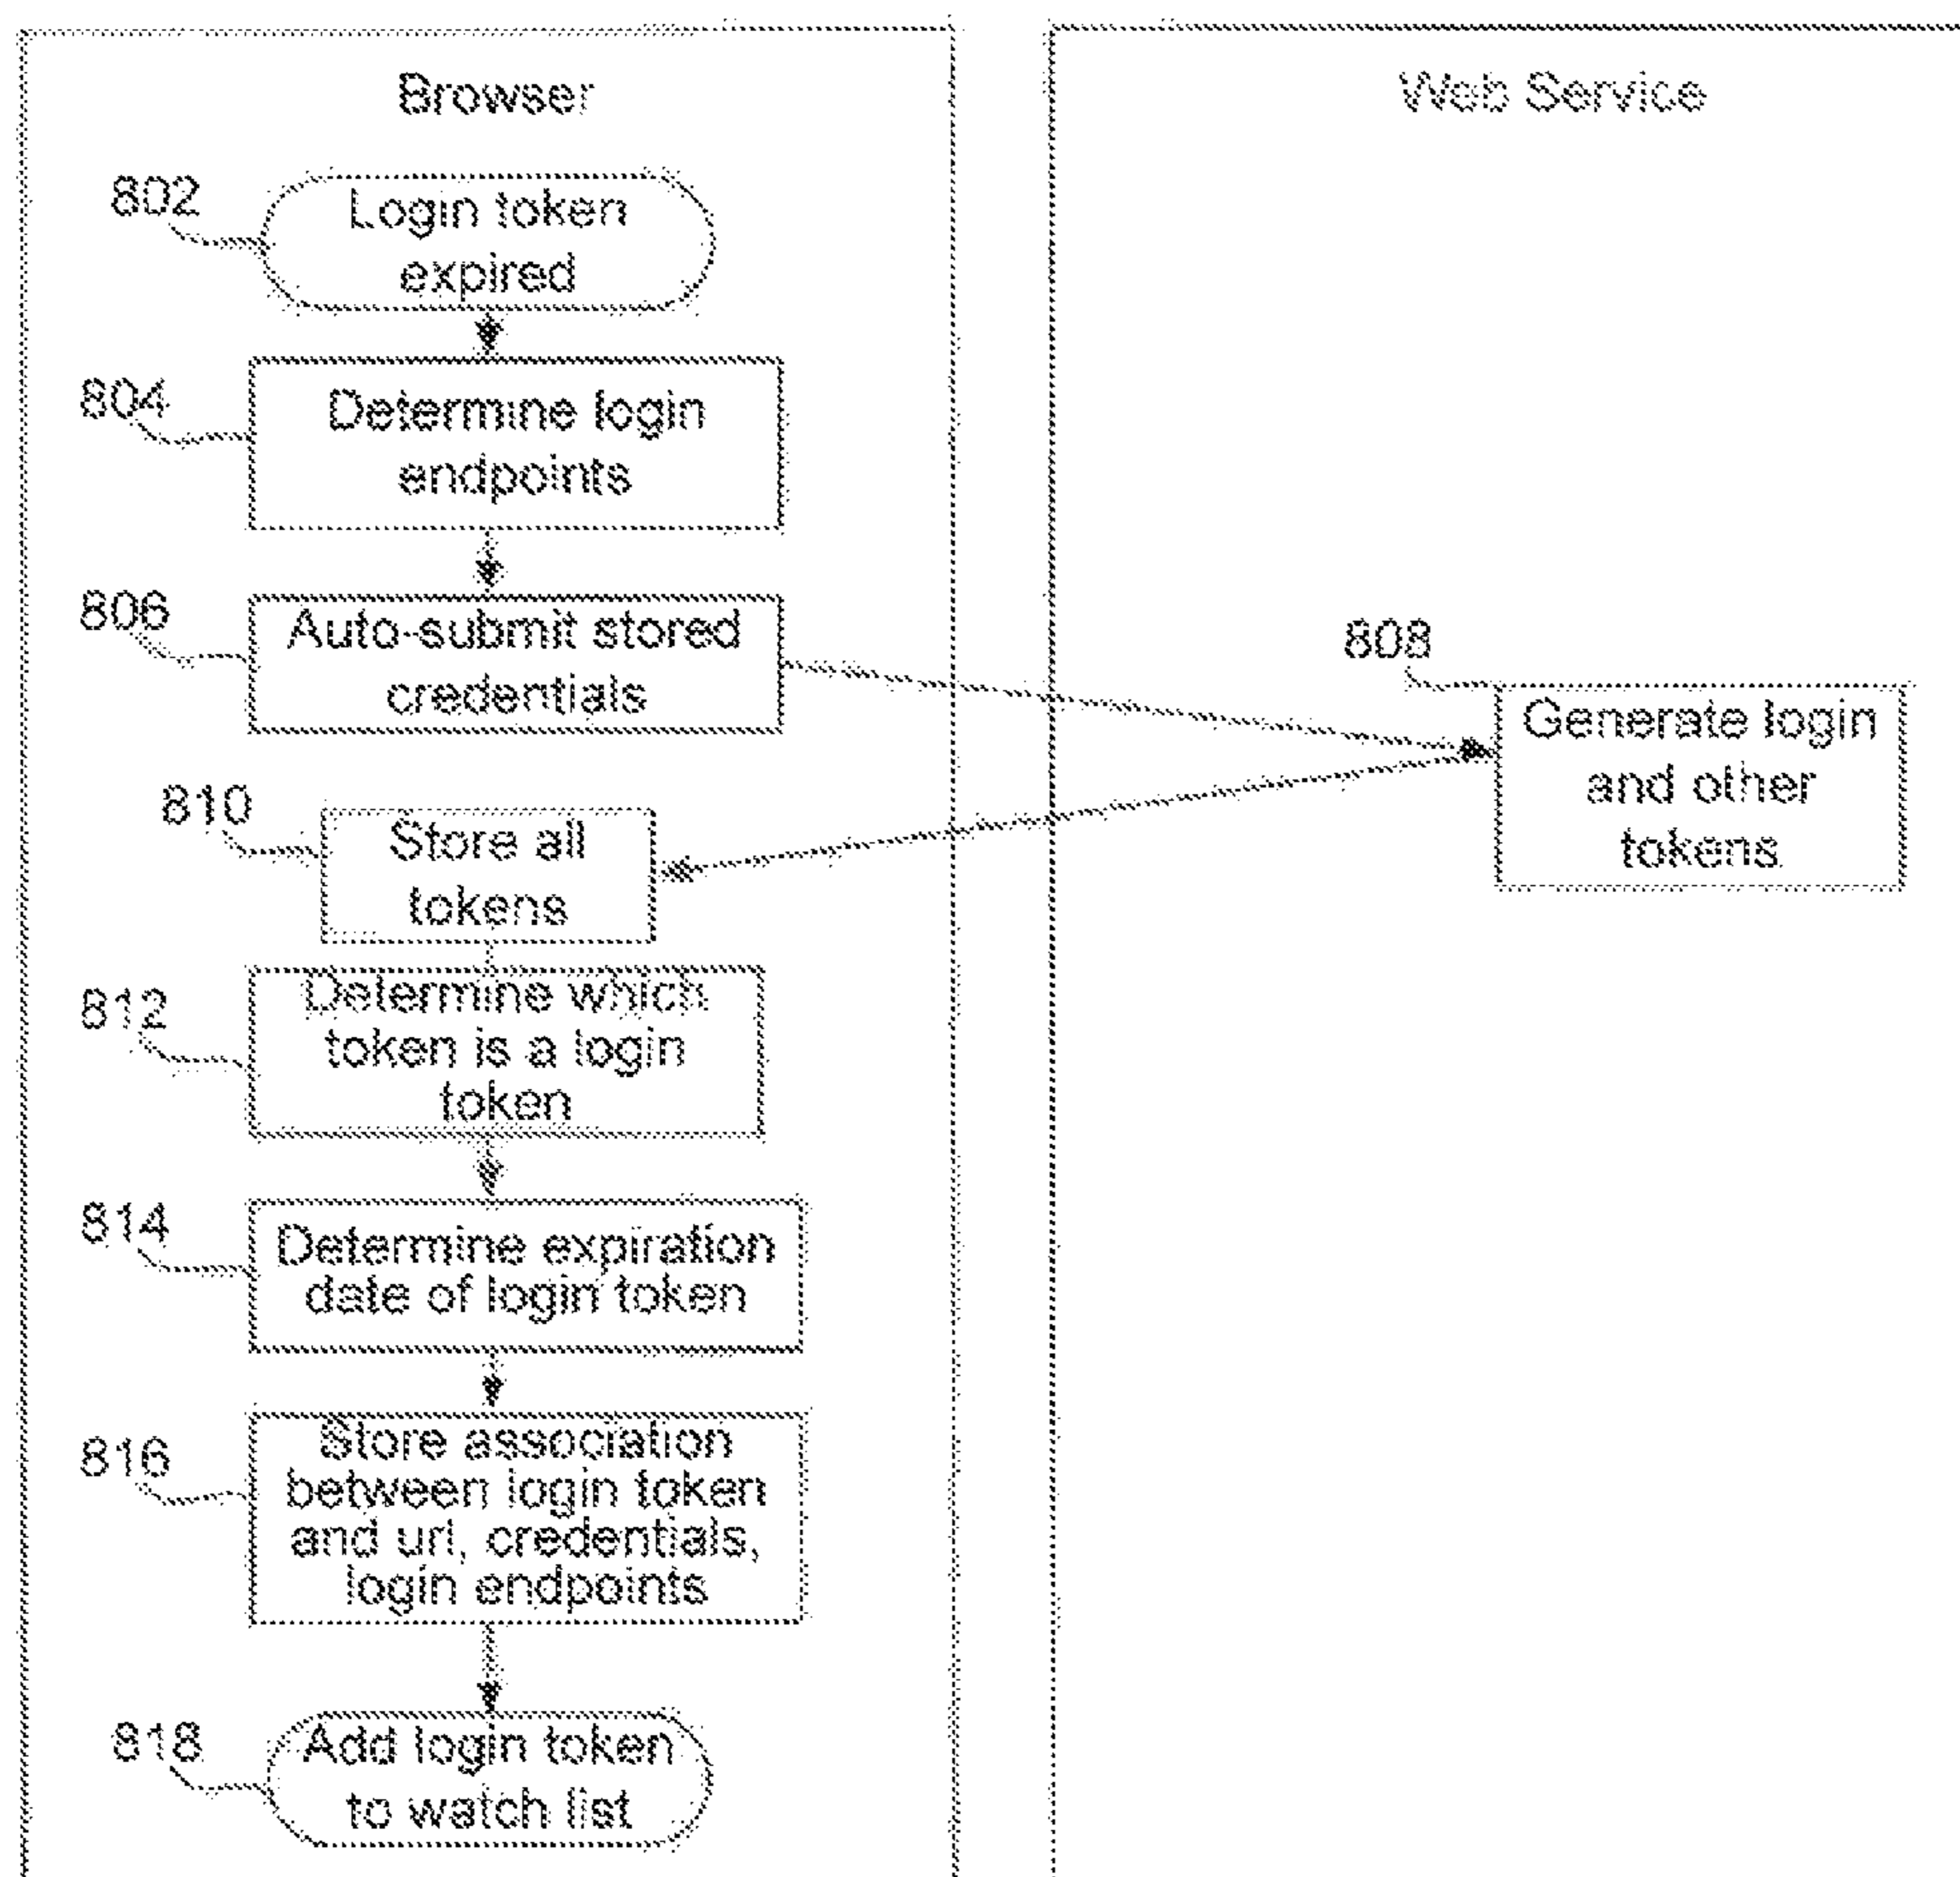 Browser
Web Service
802
Login token
expired
804
Determine login
endpoints
806
Auto-submit stored
credentials
808
Generate login
and other
tokens
810
Store all
tokens
812
Determine which
token is a login
token
814
Determine expiration
date of login token
816
Store association
between login token
and url, credentials,
login endpoints
818
Add login token
to watch list